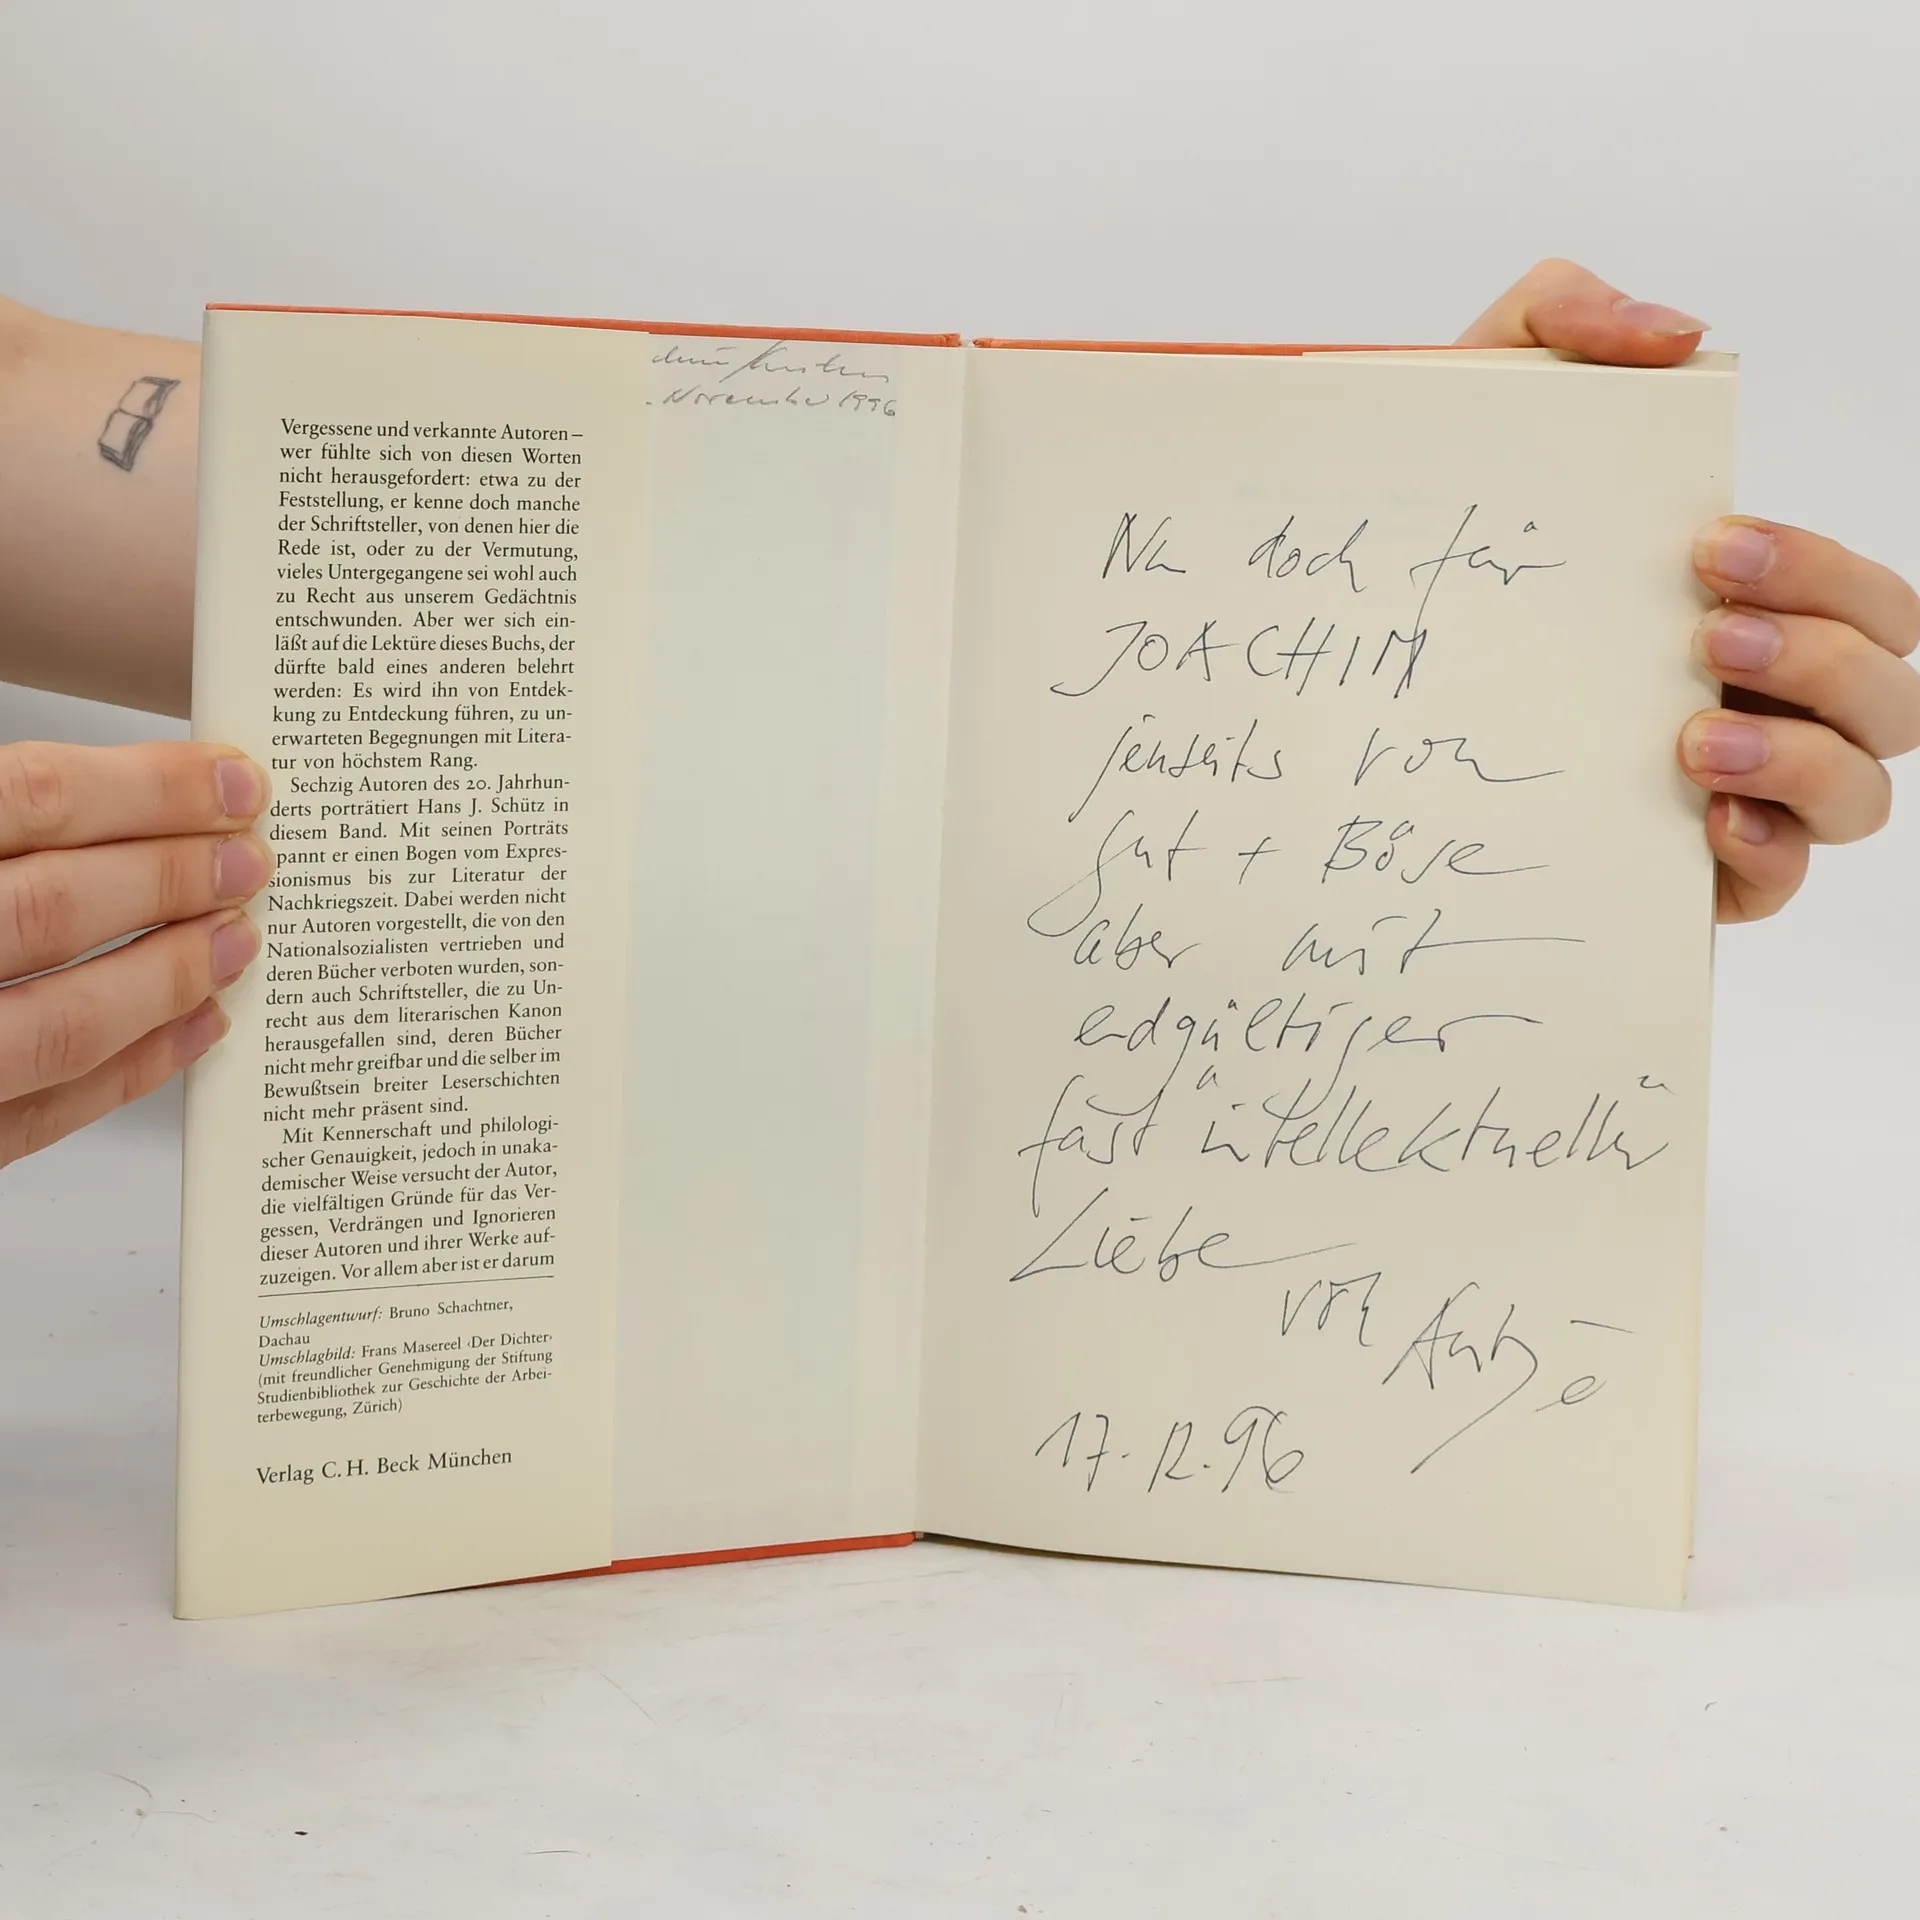 Vergessene und verkannte Autoren –
wer fühlte sich von diesen Worten
nicht herausgefordert: etwa zu der
Feststellung, er kenne doch manche
der Schriftsteller, von denen hier die
Rede ist, oder zu der Vermutung,
vieles Untergegangene sei wohl auch
zu Recht aus unserem Gedächtnis
entschwunden. Aber wer sich ein-
läßt auf die Lektüre dieses Buchs, der
dürfte bald eines anderen belehrt
werden: Es wird ihn von Entdek-
kung zu Entdeckung führen, zu un-
erwarteten Begegnungen mit Litera-
tur von höchstem Rang.
Sechzig Autoren des 20. Jahrhun-
derts porträtiert Hans J. Schütz in
diesem Band. Mit seinen Porträts
pannt er einen Bogen vom Expres-
sionismus bis zur Literatur der
Nachkriegszeit. Dabei werden nicht
nur Autoren vorgestellt, die von den
Nationalsozialisten vertrieben und
deren Bücher verboten wurden, son-
dern auch Schriftsteller, die zu Un-
recht aus dem literarischen Kanon
herausgefallen sind, deren Bücher
nicht mehr greifbar und die selber im
Bewußtsein breiter Leserschichten
nicht mehr präsent sind.
Mit Kennerschaft und philologi-
scher Genauigkeit, jedoch in unaka-
demischer Weise versucht der Autor,
die vielfältigen Gründe für das Ver-
gessen, Verdrängen und Ignorieren
dieser Autoren und ihrer Werke auf-
zuzeigen. Vor allem aber ist er darum
Umschlagentwurf: Bruno Schachtner,
Dachau
Umschlagbild: Frans Masereel ‹Der Dichter›
(mit freundlicher Genehmigung der Stiftung
Studienbibliothek zur Geschichte der Arbei-
terbewegung, Zürich)
Verlag C. H. Beck München
November 1996
Na doch für
JOACHIM
jenseits von
gut + Böse
aber mit
edgültiger
fast intellektueller
Liebe
von
17.12.96